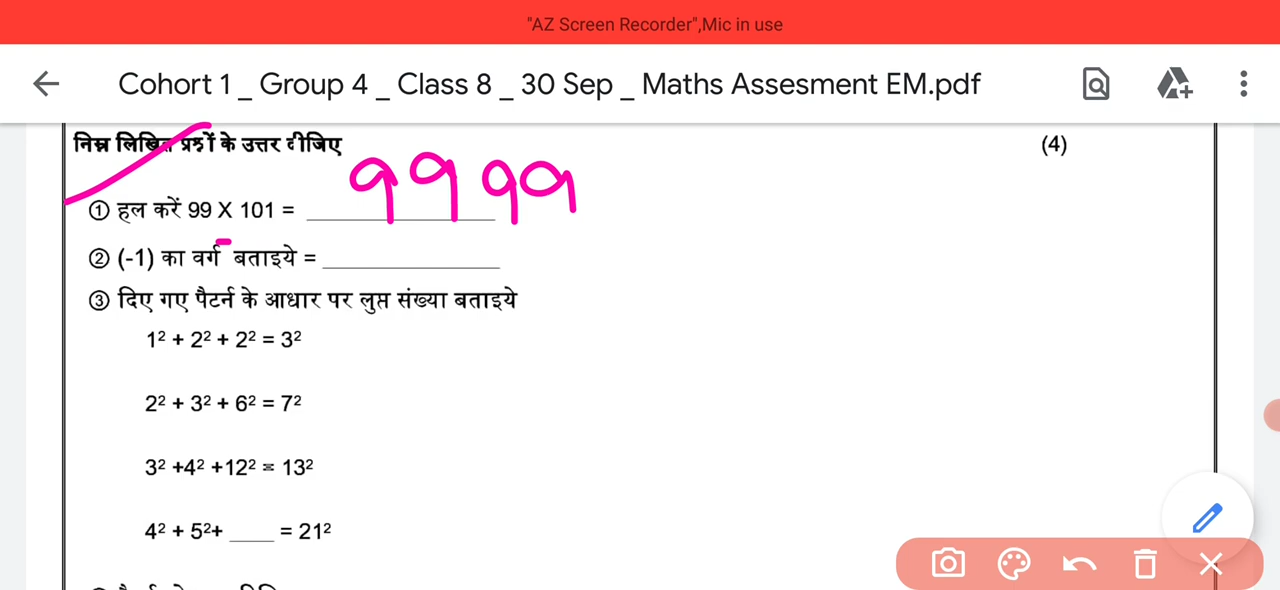 "AZ Screen Recorder",Mic in use
Cohort 1 _ Group 4 _ Class 8 _ 30 Sep _ Maths Assesment EM.pdf
निम्न लिखित प्रश्नों के उत्तर दीजिए (4)
① हल करें 99 X 101 = 9999
② (-1) का वर्ग बताइये = ________
③ दिए गए पैटर्न के आधार पर लुप्त संख्या बताइये
1² + 2² + 2² = 3²
2² + 3² + 6² = 7²
3² +4² +12² = 13²
4² + 5²+ ____ = 21²